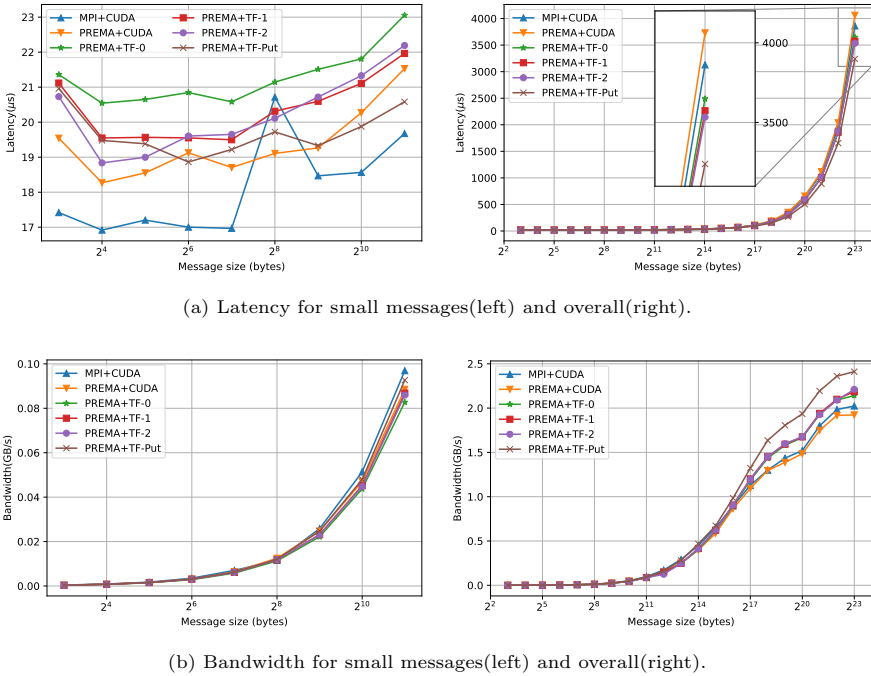 MPI+CUDA
PREMA+CUDA
PREMA+TF-0
PREMA+TF-1
PREMA+TF-2
PREMA+TF-Put
23
22
21
20
19
18
17
Latency(μs)
2^4 2^6 2^8 2^10
Message size (bytes)
MPI+CUDA
PREMA+CUDA
PREMA+TF-0
PREMA+TF-1
PREMA+TF-2
PREMA+TF-Put
4000
3500
4000
3500
3000
2500
2000
1500
1000
500
0
Latency(μs)
2^2 2^5 2^8 2^11 2^14 2^17 2^20 2^23
Message size (bytes)
(a) Latency for small messages(left) and overall(right).
MPI+CUDA
PREMA+CUDA
PREMA+TF-0
PREMA+TF-1
PREMA+TF-2
PREMA+TF-Put
0.10
0.08
0.06
0.04
0.02
0.00
Bandwidth(GB/s)
2^4 2^6 2^8 2^10
Message size (bytes)
MPI+CUDA
PREMA+CUDA
PREMA+TF-0
PREMA+TF-1
PREMA+TF-2
PREMA+TF-Put
2.5
2.0
1.5
1.0
0.5
0.0
Bandwidth(GB/s)
2^2 2^5 2^8 2^11 2^14 2^17 2^20 2^23
Message size (bytes)
(b) Bandwidth for small messages(left) and overall(right).